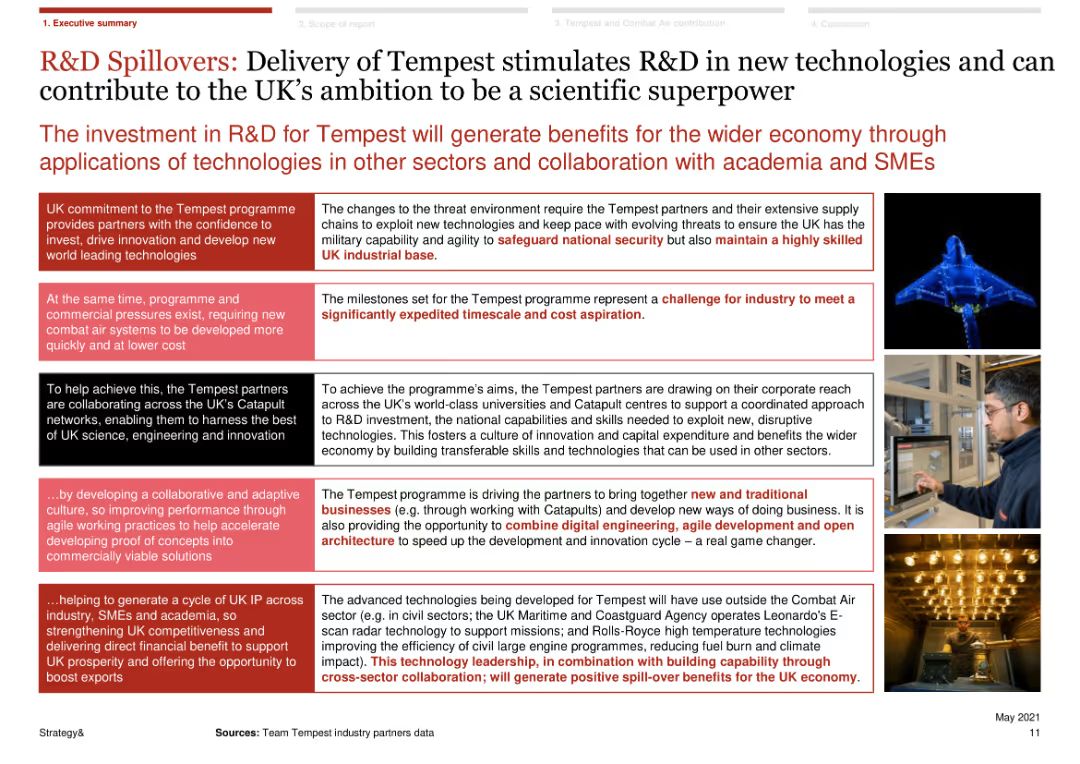 1. Executive summary
2. Scope of report
3. Tempest and Combat Air contribution
4. Conclusion
R&D Spillovers: Delivery of Tempest stimulates R&D in new technologies and can
contribute to the UK's ambition to be a scientific superpower
The investment in R&D for Tempest will generate benefits for the wider economy through
applications of technologies in other sectors and collaboration with academia and SMEs
UK commitment to the Tempest programme
provides partners with the confidence to
invest, drive innovation and develop new
world leading technologies
The changes to the threat environment require the Tempest partners and their extensive supply
chains to exploit new technologies and keep pace with evolving threats to ensure the UK has the
military capability and agility to safeguard national security but also maintain a highly skilled
UK industrial base.
At the same time, programme and
commercial pressures exist, requiring new
combat air systems to be developed more
quickly and at lower cost
The milestones set for the Tempest programme represent a challenge for industry to meet a
significantly expedited timescale and cost aspiration.
To help achieve this, the Tempest partners
are collaborating across the UK's Catapult
networks, enabling them to harness the best
of UK science, engineering and innovation
To achieve the programme's aims, the Tempest partners are drawing on their corporate reach
across the UK's world-class universities and Catapult centres to support a coordinated approach
to R&D investment, the national capabilities and skills needed to exploit new, disruptive
technologies. This fosters a culture of innovation and capital expenditure and benefits the wider
economy by building transferable skills and technologies that can be used in other sectors.
…by developing a collaborative and adaptive
culture, so improving performance through
agile working practices to help accelerate
developing proof of concepts into
commercially viable solutions
The Tempest programme is driving the partners to bring together new and traditional
businesses (e.g. through working with Catapults) and develop new ways of doing business. It is
also providing the opportunity to combine digital engineering, agile development and open
architecture to speed up the development and innovation cycle – a real game changer.
…helping to generate a cycle of UK IP across
industry, SMEs and academia, so
strengthening UK competitiveness and
delivering direct financial benefit to support
UK prosperity and offering the opportunity to
boost exports
The advanced technologies being developed for Tempest will have use outside the Combat Air
sector (e.g. in civil sectors; the UK Maritime and Coastguard Agency operates Leonardo's E-
scan radar technology to support missions; and Rolls-Royce high temperature technologies
improving the efficiency of civil large engine programmes, reducing fuel burn and climate
impact). This technology leadership, in combination with building capability through
cross-sector collaboration; will generate positive spill-over benefits for the UK economy.
May 2021
Strategy&
Sources: Team Tempest industry partners data
11